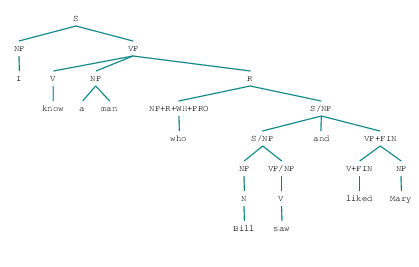 S
NP VP
I V NP R
know a man NP+R+WH+PRO S/NP
who S/NP and VP+FIN
NP VP/NP V+FIN NP
N V liked Mary
Bill saw